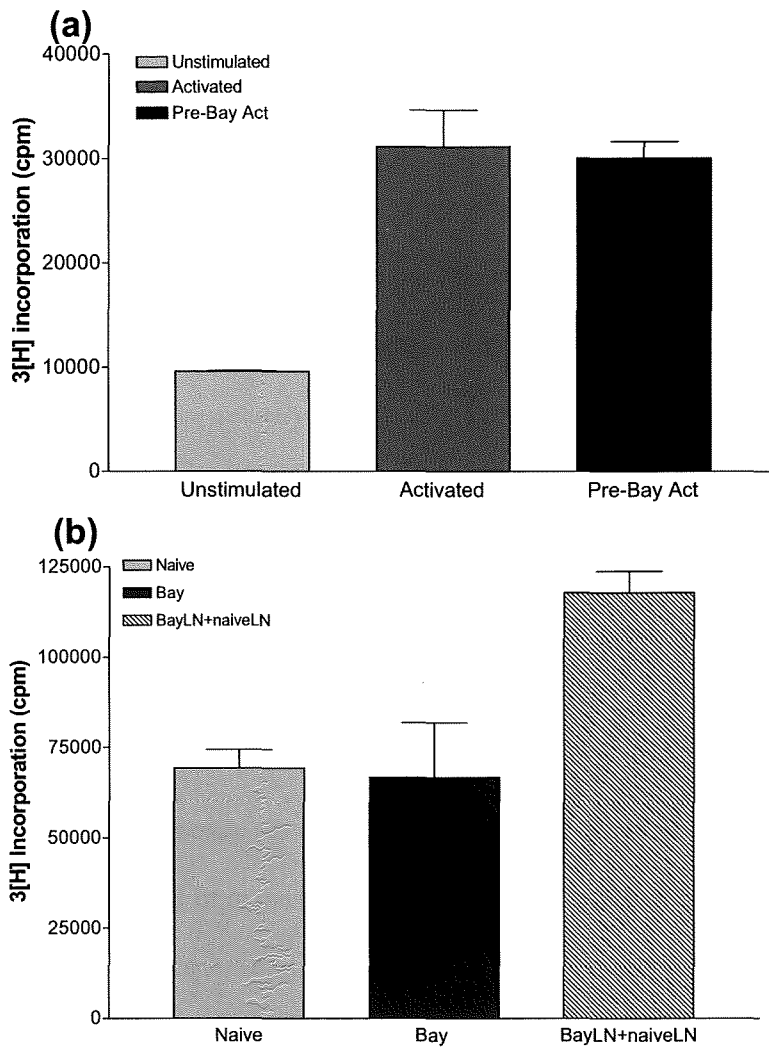 (a)
40000
30000
20000
10000
0
3[H] incorporation (cpm)
Unstimulated
Activated
Pre-Bay Act
Unstimulated
Activated
Pre-Bay Act
(b)
125000
100000
75000
50000
25000
0
3[H] Incorporation (cpm)
Naive
Bay
BayLN+naiveLN
Naive
Bay
BayLN+naiveLN